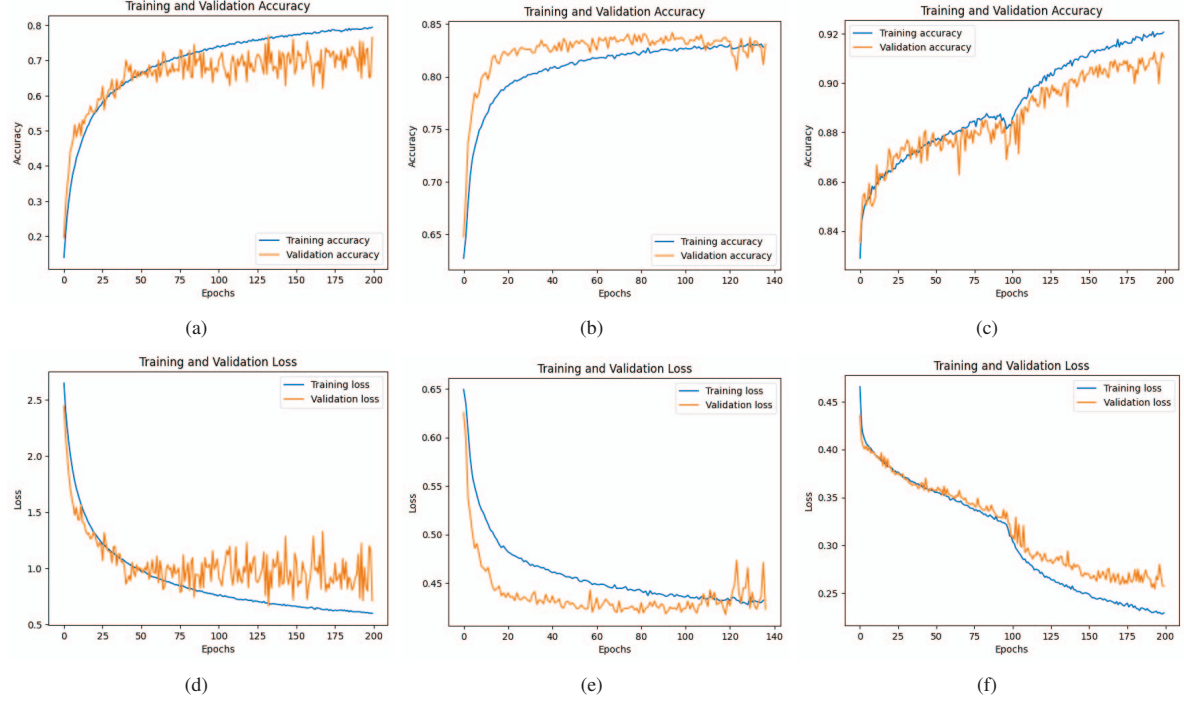 Training and Validation Accuracy
0.8
0.7
0.6
0.5
0.4
0.3
0.2
Accuracy
Training accuracy
Validation accuracy
0 25 50 75 100 125 150 175 200
Epochs
(a)
Training and Validation Accuracy
0.85
0.80
0.75
0.70
0.65
Accuracy
Training accuracy
Validation accuracy
0 20 40 60 80 100 120 140
Epochs
(b)
Training and Validation Accuracy
Training accuracy
Validation accuracy
0.92
0.90
0.88
0.86
0.84
Accuracy
0 25 50 75 100 125 150 175 200
Epochs
(c)
Training and Validation Loss
Training loss
Validation loss
2.5
2.0
1.5
1.0
0.5
Loss
0 25 50 75 100 125 150 175 200
Epochs
(d)
Training and Validation Loss
Training loss
Validation loss
0.65
0.60
0.55
0.50
0.45
Loss
0 20 40 60 80 100 120 140
Epochs
(e)
Training and Validation Loss
Training loss
Validation loss
0.45
0.40
0.35
0.30
0.25
Loss
0 25 50 75 100 125 150 175 200
Epochs
(f)